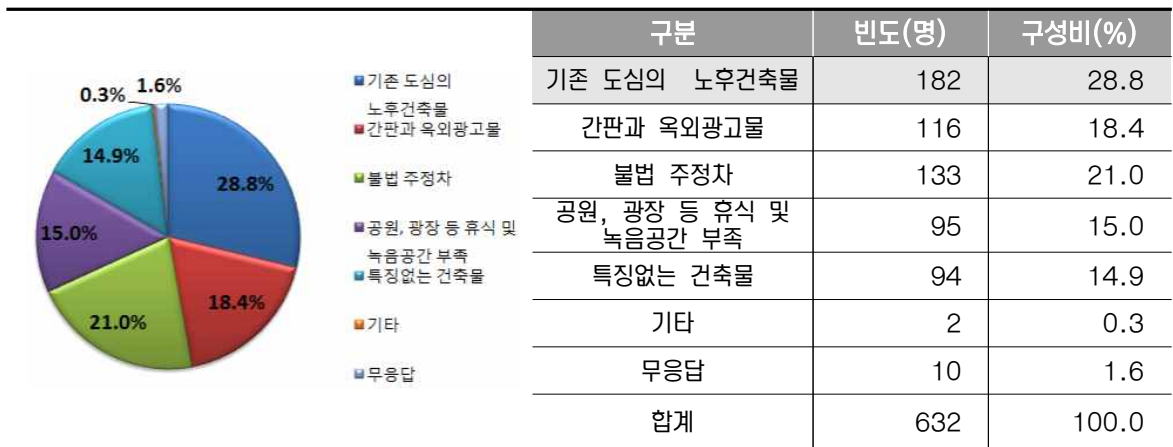 0.3%
1.6%
14.9%
28.8%
15.0%
18.4%
21.0%
기존 도심의
노후건축물
간판과 옥외광고물
불법 주정차
공원, 광장 등 휴식 및
녹음공간 부족
특징없는 건축물
기타
무응답
구분 빈도(명) 구성비(%)
기존 도심의 노후건축물 182 28.8
간판과 옥외광고물 116 18.4
불법 주정차 133 21.0
공원, 광장 등 휴식 및
녹음공간 부족 95 15.0
특징없는 건축물 94 14.9
기타 2 0.3
무응답 10 1.6
합계 632 100.0